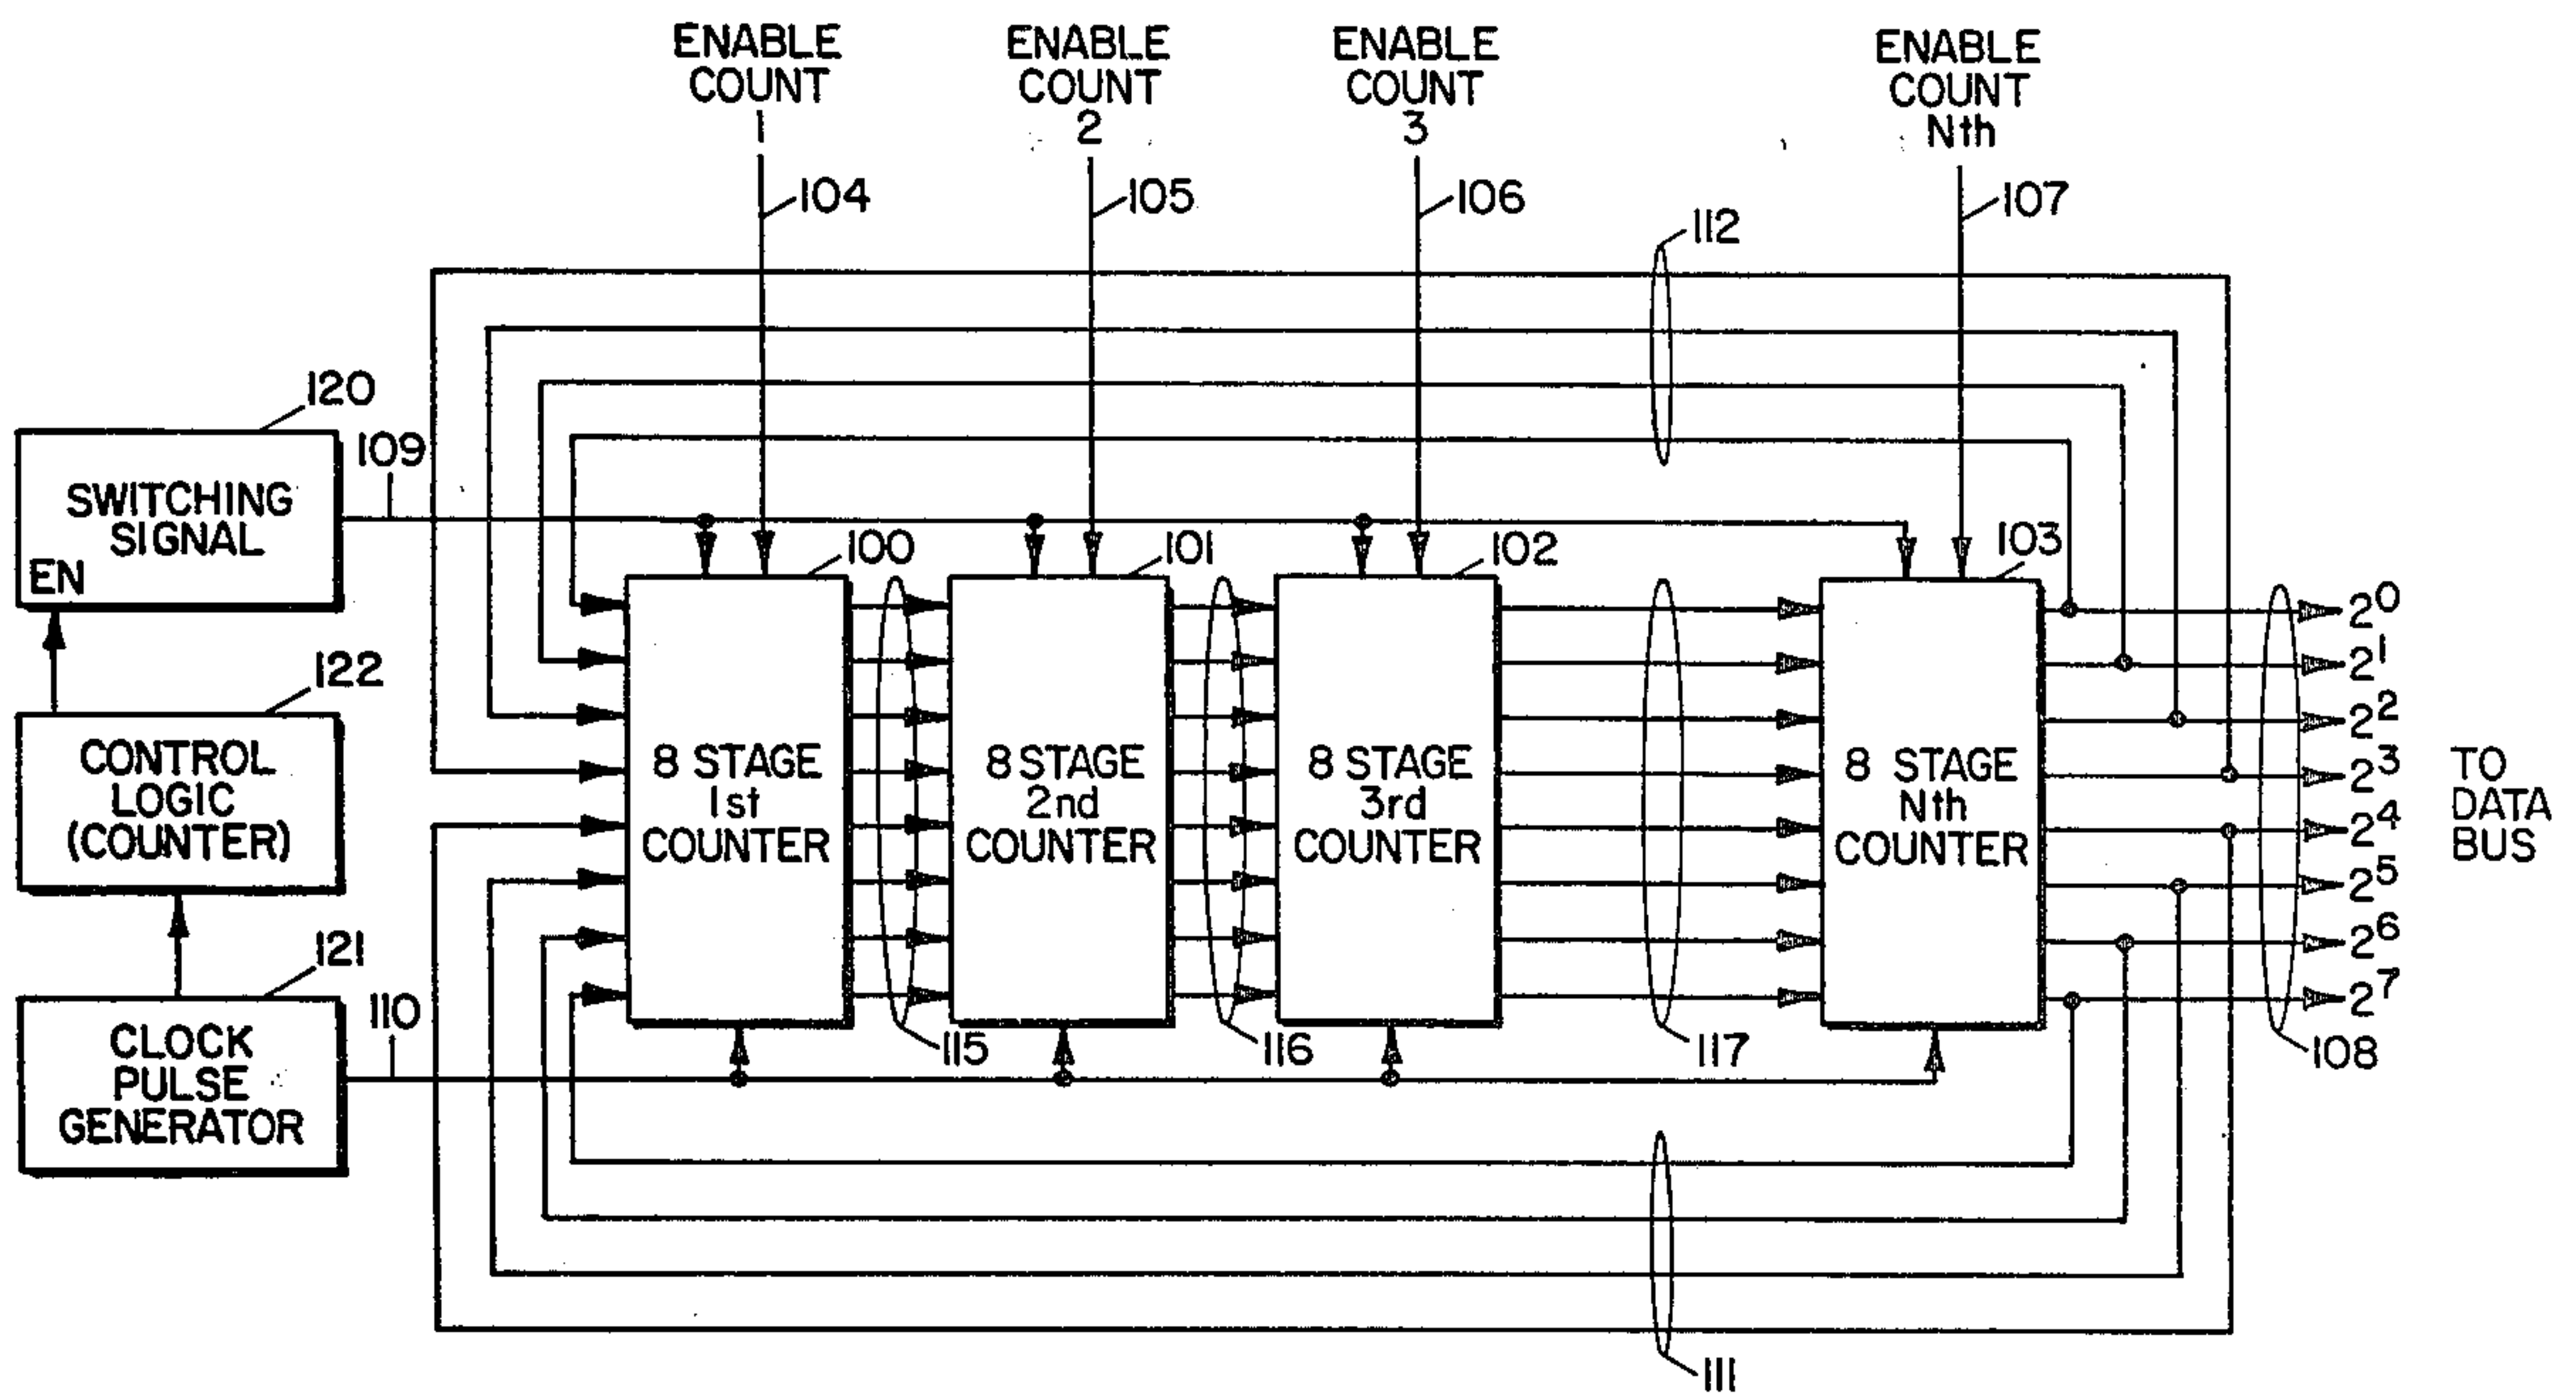 ENABLE
COUNT
1
ENABLE
COUNT
2
ENABLE
COUNT
3
ENABLE
COUNT
Nth
104
105
106
107
112
120
109
SWITCHING
SIGNAL
EN
100
101
102
103
122
CONTROL
LOGIC
(COUNTER)
121
110
CLOCK
PULSE
GENERATOR
8 STAGE
1st
COUNTER
8 STAGE
2nd
COUNTER
8 STAGE
3rd
COUNTER
8 STAGE
Nth
COUNTER
2⁰
2¹
2²
2³
2⁴
2⁵
2⁶
2⁷
TO
DATA
BUS
115
116
117
108
111